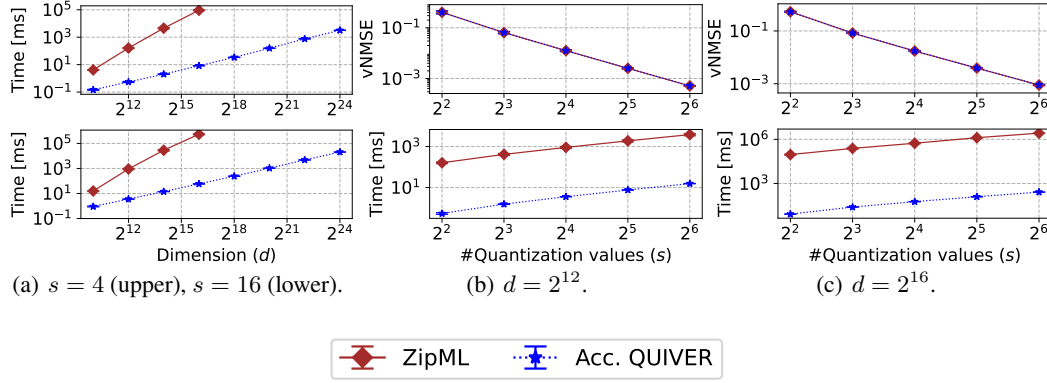 Time [ms]
10^5
10^3
10^1
10^{-1}
2^{12} 2^{15} 2^{18} 2^{21} 2^{24}
Time [ms]
10^5
10^3
10^1
10^{-1}
2^{12} 2^{15} 2^{18} 2^{21} 2^{24}
Dimension (d)
(a) s = 4 (upper), s = 16 (lower).
vNMSE
10^{-1}
10^{-3}
2^2 2^3 2^4 2^5 2^6
Time [ms]
10^3
10^1
2^2 2^3 2^4 2^5 2^6
#Quantization values (s)
(b) d = 2^{12}.
vNMSE
10^{-1}
10^{-3}
2^2 2^3 2^4 2^5 2^6
Time [ms]
10^6
10^3
2^2 2^3 2^4 2^5 2^6
#Quantization values (s)
(c) d = 2^{16}.
ZipML Acc. QUIVER